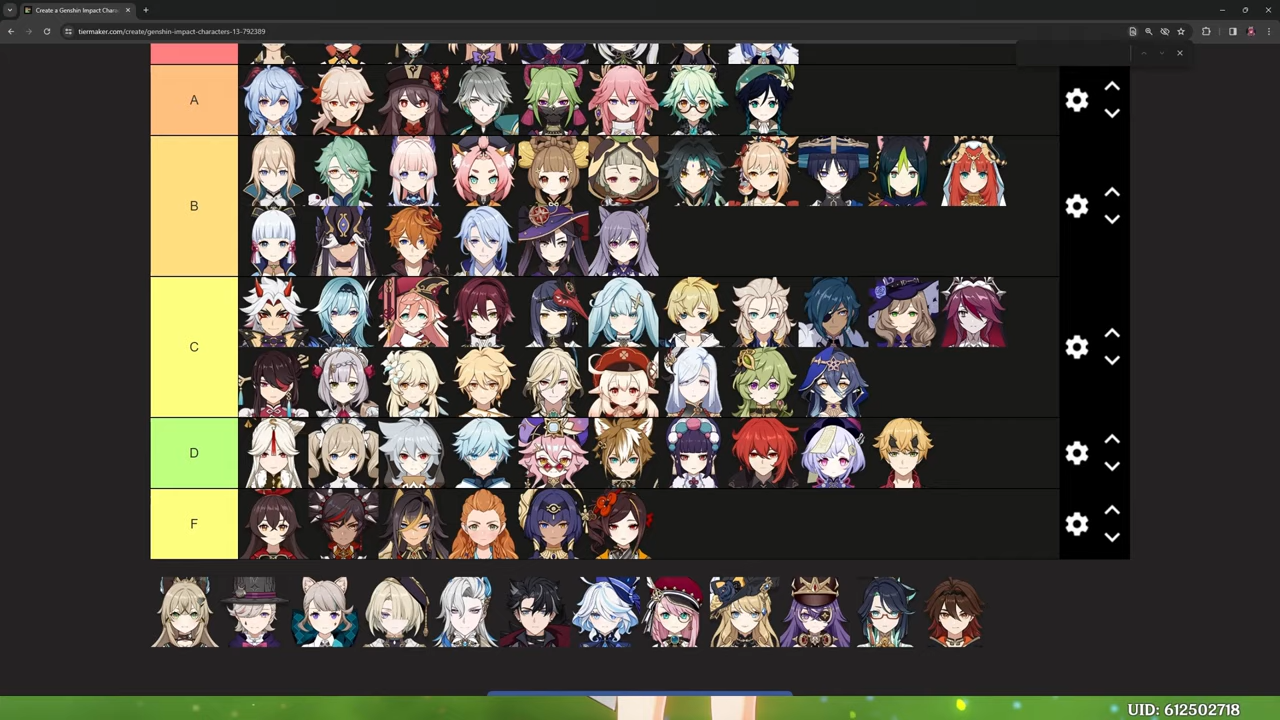 Create a Genshin Impact Chara
tiermaker.com/create/genshin-impact-characters-13-792389
A
B
C
D
F
UID: 612502718